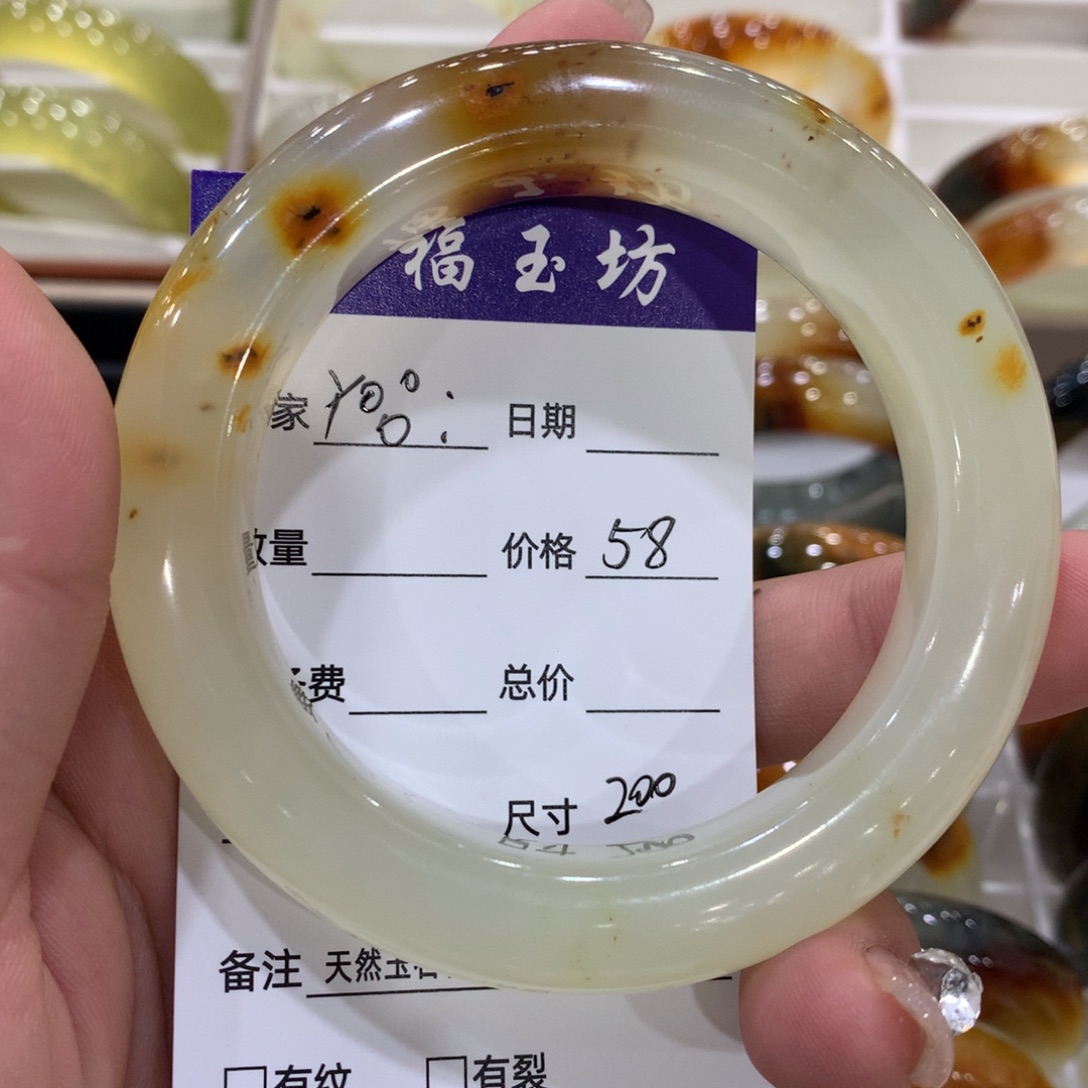 福玉坊
家
日期
数量
价格 58
费
总价
尺寸 200
备注 天然玉石
□有纹 □有裂